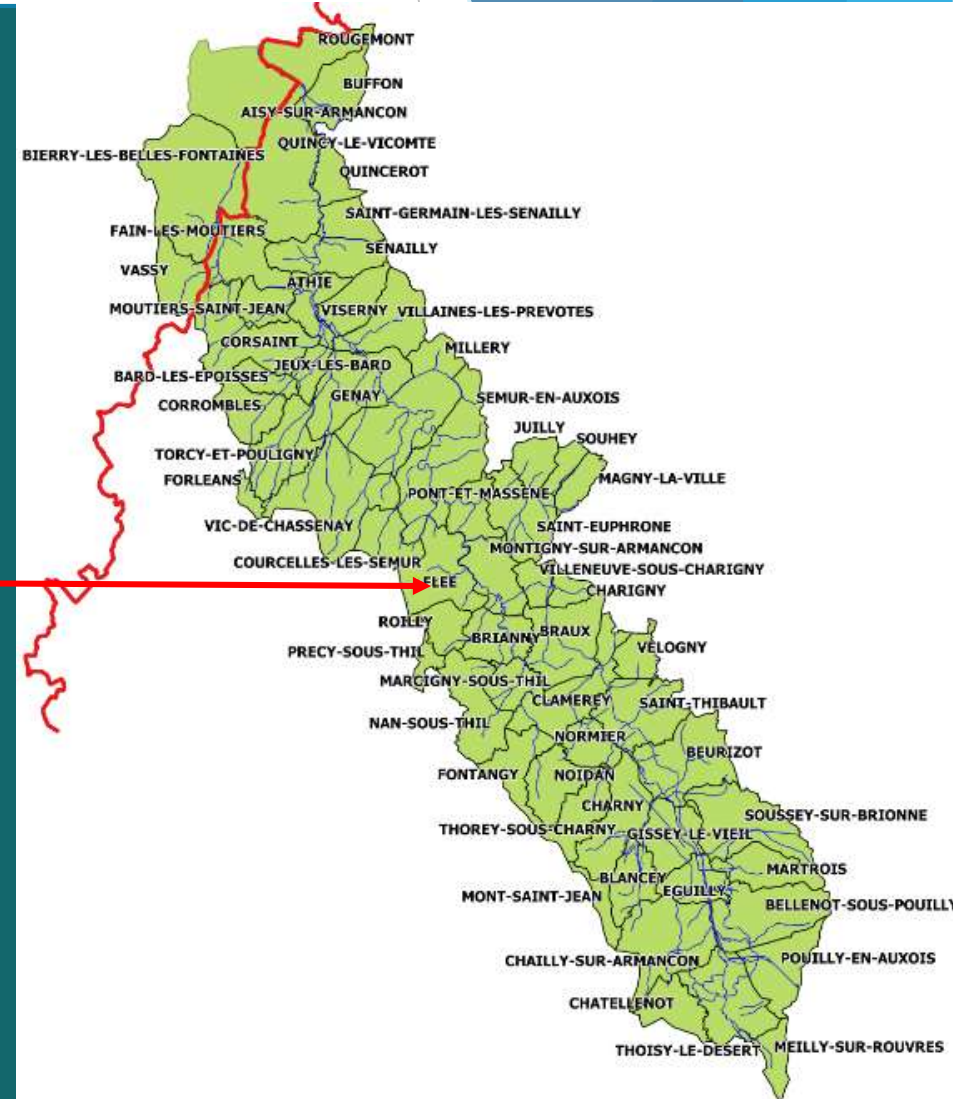 ROUGEMONT
BUFFON
AISY-SUR-ARMANCON
QUINCY-LE-VICOMTE
BIERRY-LES-BELLES-FONTAINES
QUINCEROT
SAINT-GERMAIN-LES-SENAILLY
FAIN-LES-MOUTIERS
SENAILLY
VASSY
ATHIE
MOUTIERS-SAINT-JEAN
VISERNY
VILLAINES-LES-PREVOTES
CORSAINT
MILLERY
JEUX-LES-BARD
BARD-LES-EPOISSES
GENAY
SEMUR-EN-AUXOIS
CORROMBLES
JUILLY
SOUHEY
TORCY-ET-POULIGNY
MAGNY-LA-VILLE
FORLEANS
PONT-ET-MASSENE
VIC-DE-CHASSENAY
SAINT-EUPHRONE
MONTIGNY-SUR-ARMANCON
COURCELLES-LES-SEMUR
VILLENEUVE-SOUS-CHARIGNY
FLEE
CHARIGNY
ROILLY
BRIANNY
BRAUX
VELOGNY
PRECY-SOUS-THIL
MARCIGNY-SOUS-THIL
CLAMEREY
SAINT-THIBAULT
NAN-SOUS-THIL
NORMIER
BEURIZOT
FONTANGY
NOIDAN
CHARNY
SOUSSEY-SUR-BRIONNE
THOREY-SOUS-CHARNY
GISSEY-LE-VIEIL
MARTROIS
BLANCEY
EGUILLY
MONT-SAINT-JEAN
BELLENOT-SOUS-POUILLY
CHAILLY-SUR-ARMANCON
POUILLY-EN-AUXOIS
CHATELLENOT
THOISY-LE-DESERT
MEILLY-SUR-ROUVRES